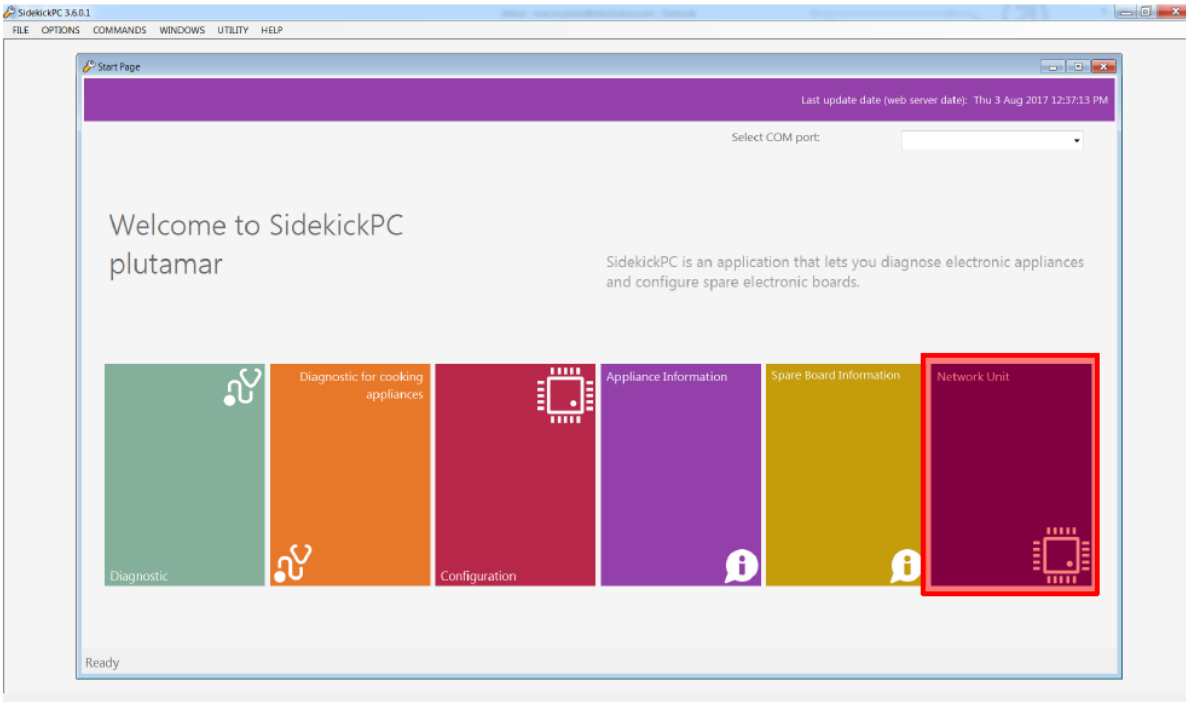 SidekickPC 3.6.0.1
FILE OPTIONS COMMANDS WINDOWS UTILITY HELP
Start Page
Last update date (web server date): Thu 3 Aug 2017 12:37:13 PM
Select COM port:
Welcome to SidekickPC
plutamar
SidekickPC is an application that lets you diagnose electronic appliances
and configure spare electronic boards.
Diagnostic
Diagnostic for cooking
appliances
Configuration
Appliance Information
Spare Board Information
Network Unit
Ready